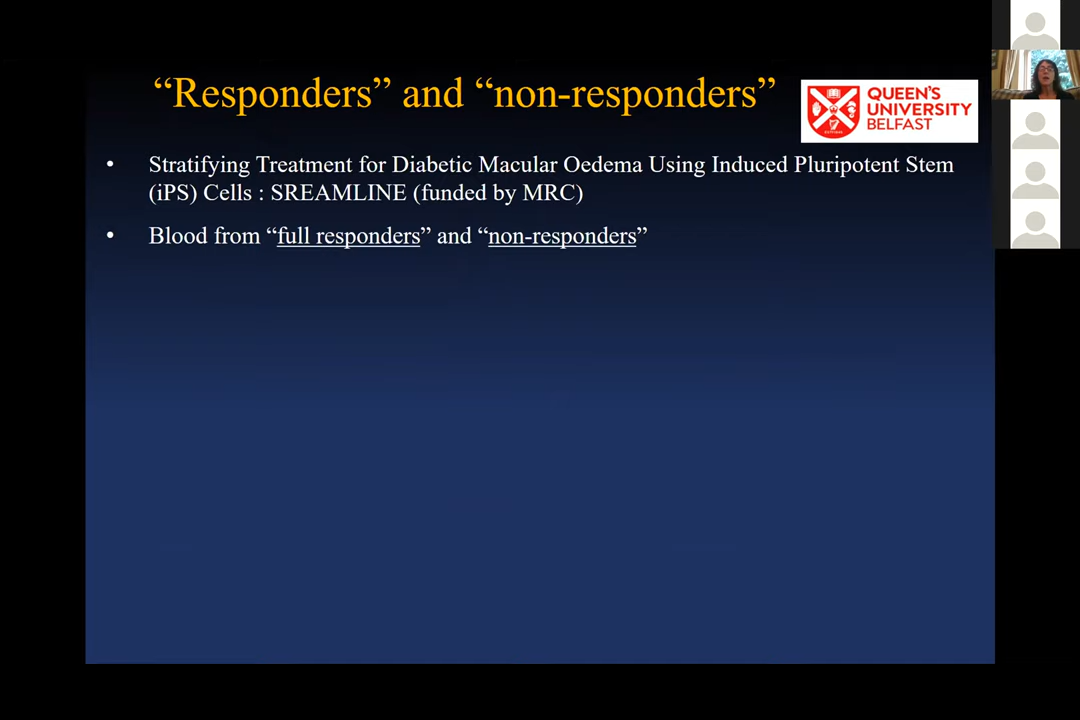 “Responders” and “non-responders”
QUEEN'S
UNIVERSITY
BELFAST
• Stratifying Treatment for Diabetic Macular Oedema Using Induced Pluripotent Stem
(iPS) Cells : SREAMLINE (funded by MRC)
• Blood from “full responders” and “non-responders”